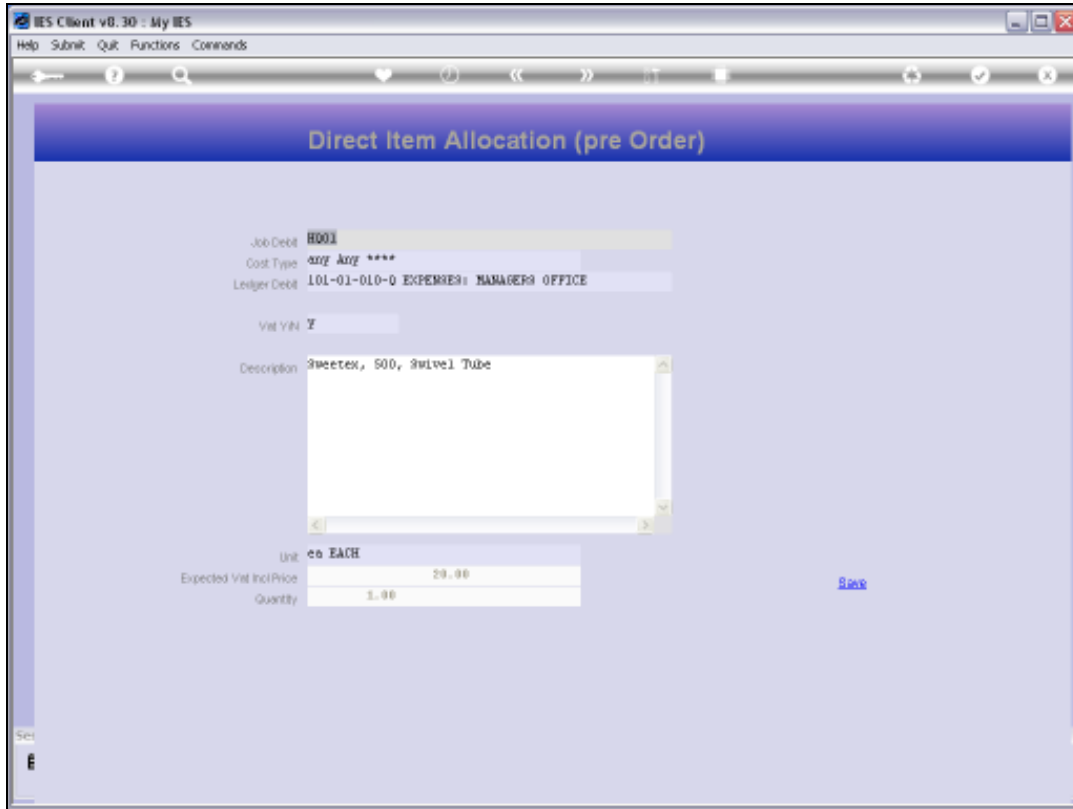 IES Client v8.30 : My IES
Help Submit Quit Functions Commands
Direct Item Allocation (pre Order)
Job Debit H001
Cost Type any Any ****
Ledger Debit 101-01-010-0 EXPENSES: MANAGERS OFFICE
Vat Y/N Y
Description Sweetex, 500, Swivel Tube
Unit ea EACH
Expected Vat Incl Price 20.00
Save
Quantity 1.00
Ses